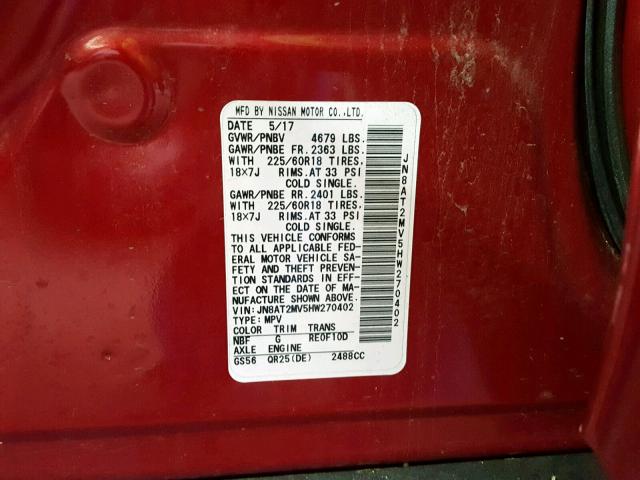 MFD BY NISSAN MOTOR CO.,LTD.
DATE 5/17
GVWR/PNBV 4679 LBS.
GAWR/PNBE FR. 2363 LBS.
WITH 225/60R18 TIRES,
18×7J RIMS.AT 33 PSI
COLD SINGLE.
GAWR/PNBE RR. 2401 LBS.
WITH 225/60R18 TIRES,
18×7J RIMS.AT 33 PSI
COLD SINGLE.
THIS VEHICLE CONFORMS
TO ALL APPLICABLE FED-
ERAL MOTOR VEHICLE SA-
FETY AND THEFT PREVEN-
TION STANDARDS IN EFF-
ECT ON THE DATE OF MA-
NUFACTURE SHOWN ABOVE.
VIN: JN8AT2MV5HW270402
TYPE: MPV
COLOR TRIM TRANS
NBF G RE0F10D
AXLE ENGINE
GS56 QR25(DE) 2488CC
JN8AT2MV5HW270402